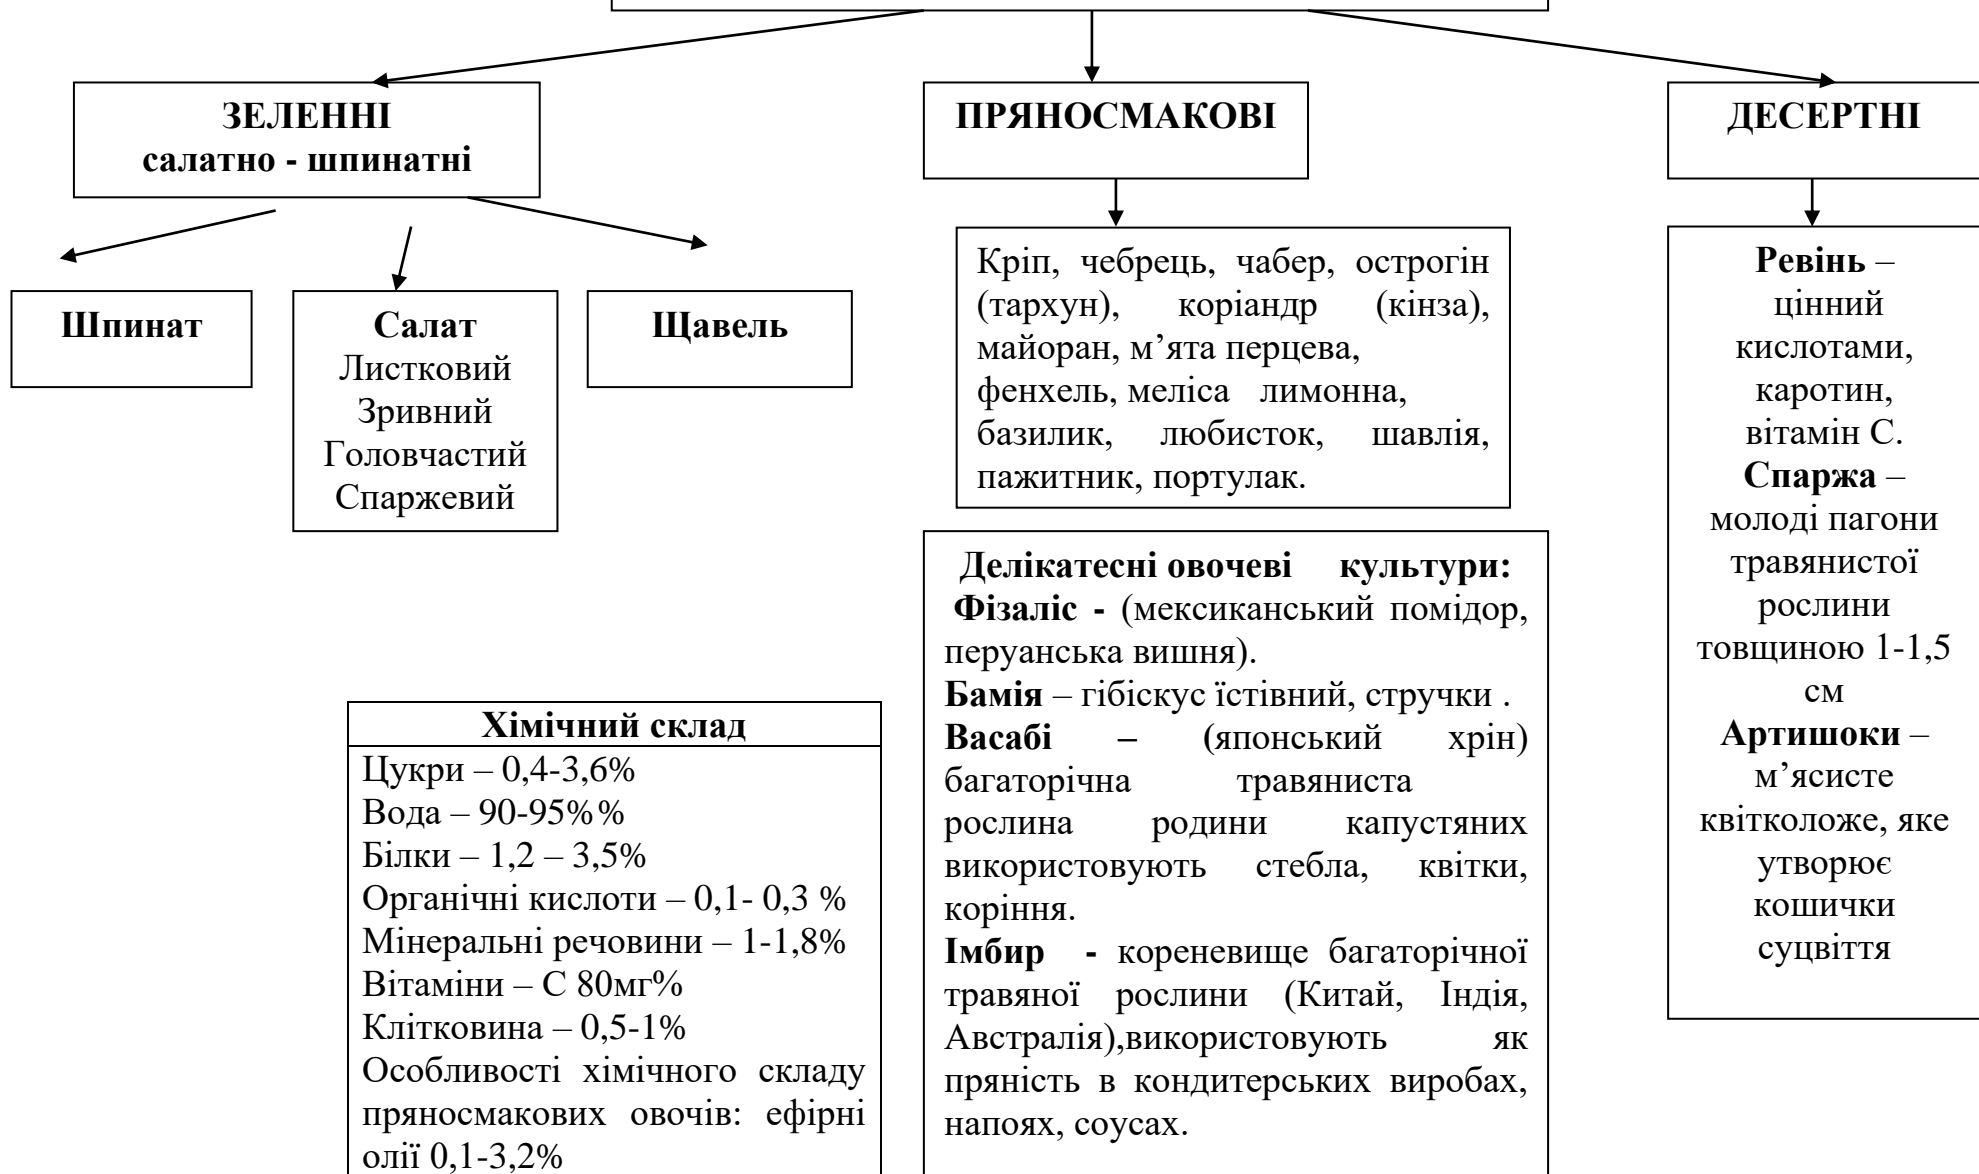 ЗЕЛЕННІ
салатно - шпинатні
ПРЯНОСМАКОВІ
ДЕСЕРТНІ
Шпинат
Салат
Листковий
Зривний
Головчастий
Спаржевий
Щавель
Кріп, чебрець, чабер, острогін
(тархун), коріандр (кінза),
майоран, м’ята перцева,
фенхель, меліса лимонна,
базилик, любисток, шавлія,
пажитник, портулак.
Ревінь –
цінний
кислотами,
каротин,
вітамін С.
Спаржа –
молоді пагони
травянистої
рослини
товщиною 1-1,5
см
Артишоки –
м’ясисте
квітколоже, яке
утворює
кошички
суцвіття
Делікатесні овочеві культури:
Фізаліс - (мексиканський помідор,
перуанська вишня).
Бамія – гібіскус їстівний, стручки .
Васабі – (японський хрін)
багаторічна травяниста
рослина родини капустяних
використовують стебла, квітки,
коріння.
Імбир - кореневище багаторічної
травяної рослини (Китай, Індія,
Австралія),використовують як
пряність в кондитерських виробах,
напоях, соусах.
Хімічний склад
Цукри – 0,4-3,6%
Вода – 90-95%%
Білки – 1,2 – 3,5%
Органічні кислоти – 0,1- 0,3 %
Мінеральні речовини – 1-1,8%
Вітаміни – С 80мг%
Клітковина – 0,5-1%
Особливості хімічного складу
пряносмакових овочів: ефірні
олії 0,1-3,2%